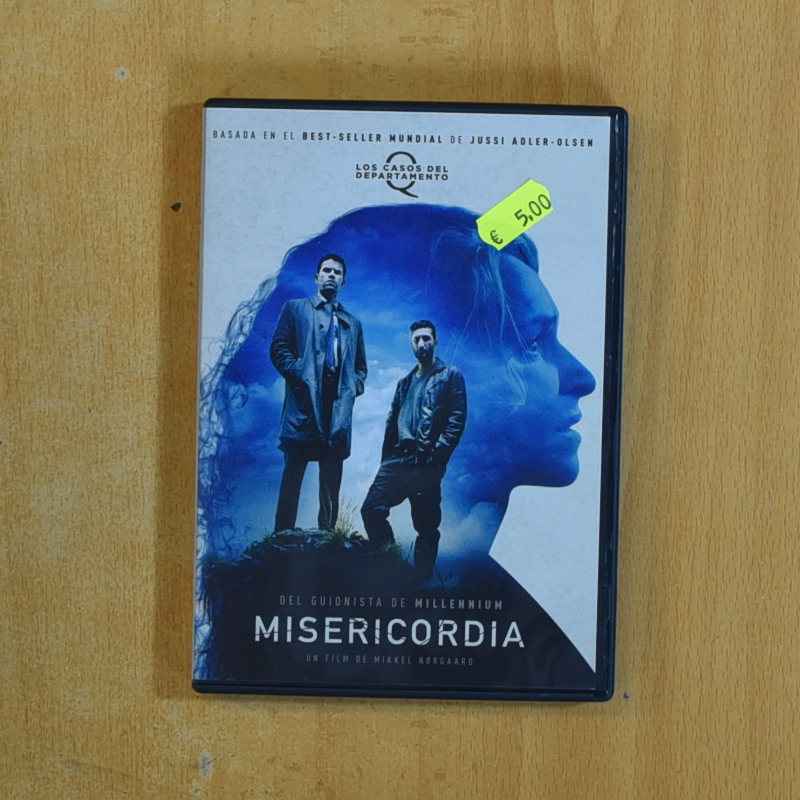 BASADA EN EL BEST-SELLER MUNDIAL DE JUSSI ADLER-OLSEN
Q
LOS CASOS DEL
DEPARTAMENTO
€ 5,00
DEL GUIONISTA DE MILLENNIUM
MISERICORDIA
UN FILM DE MIKKEL NØRGAARD